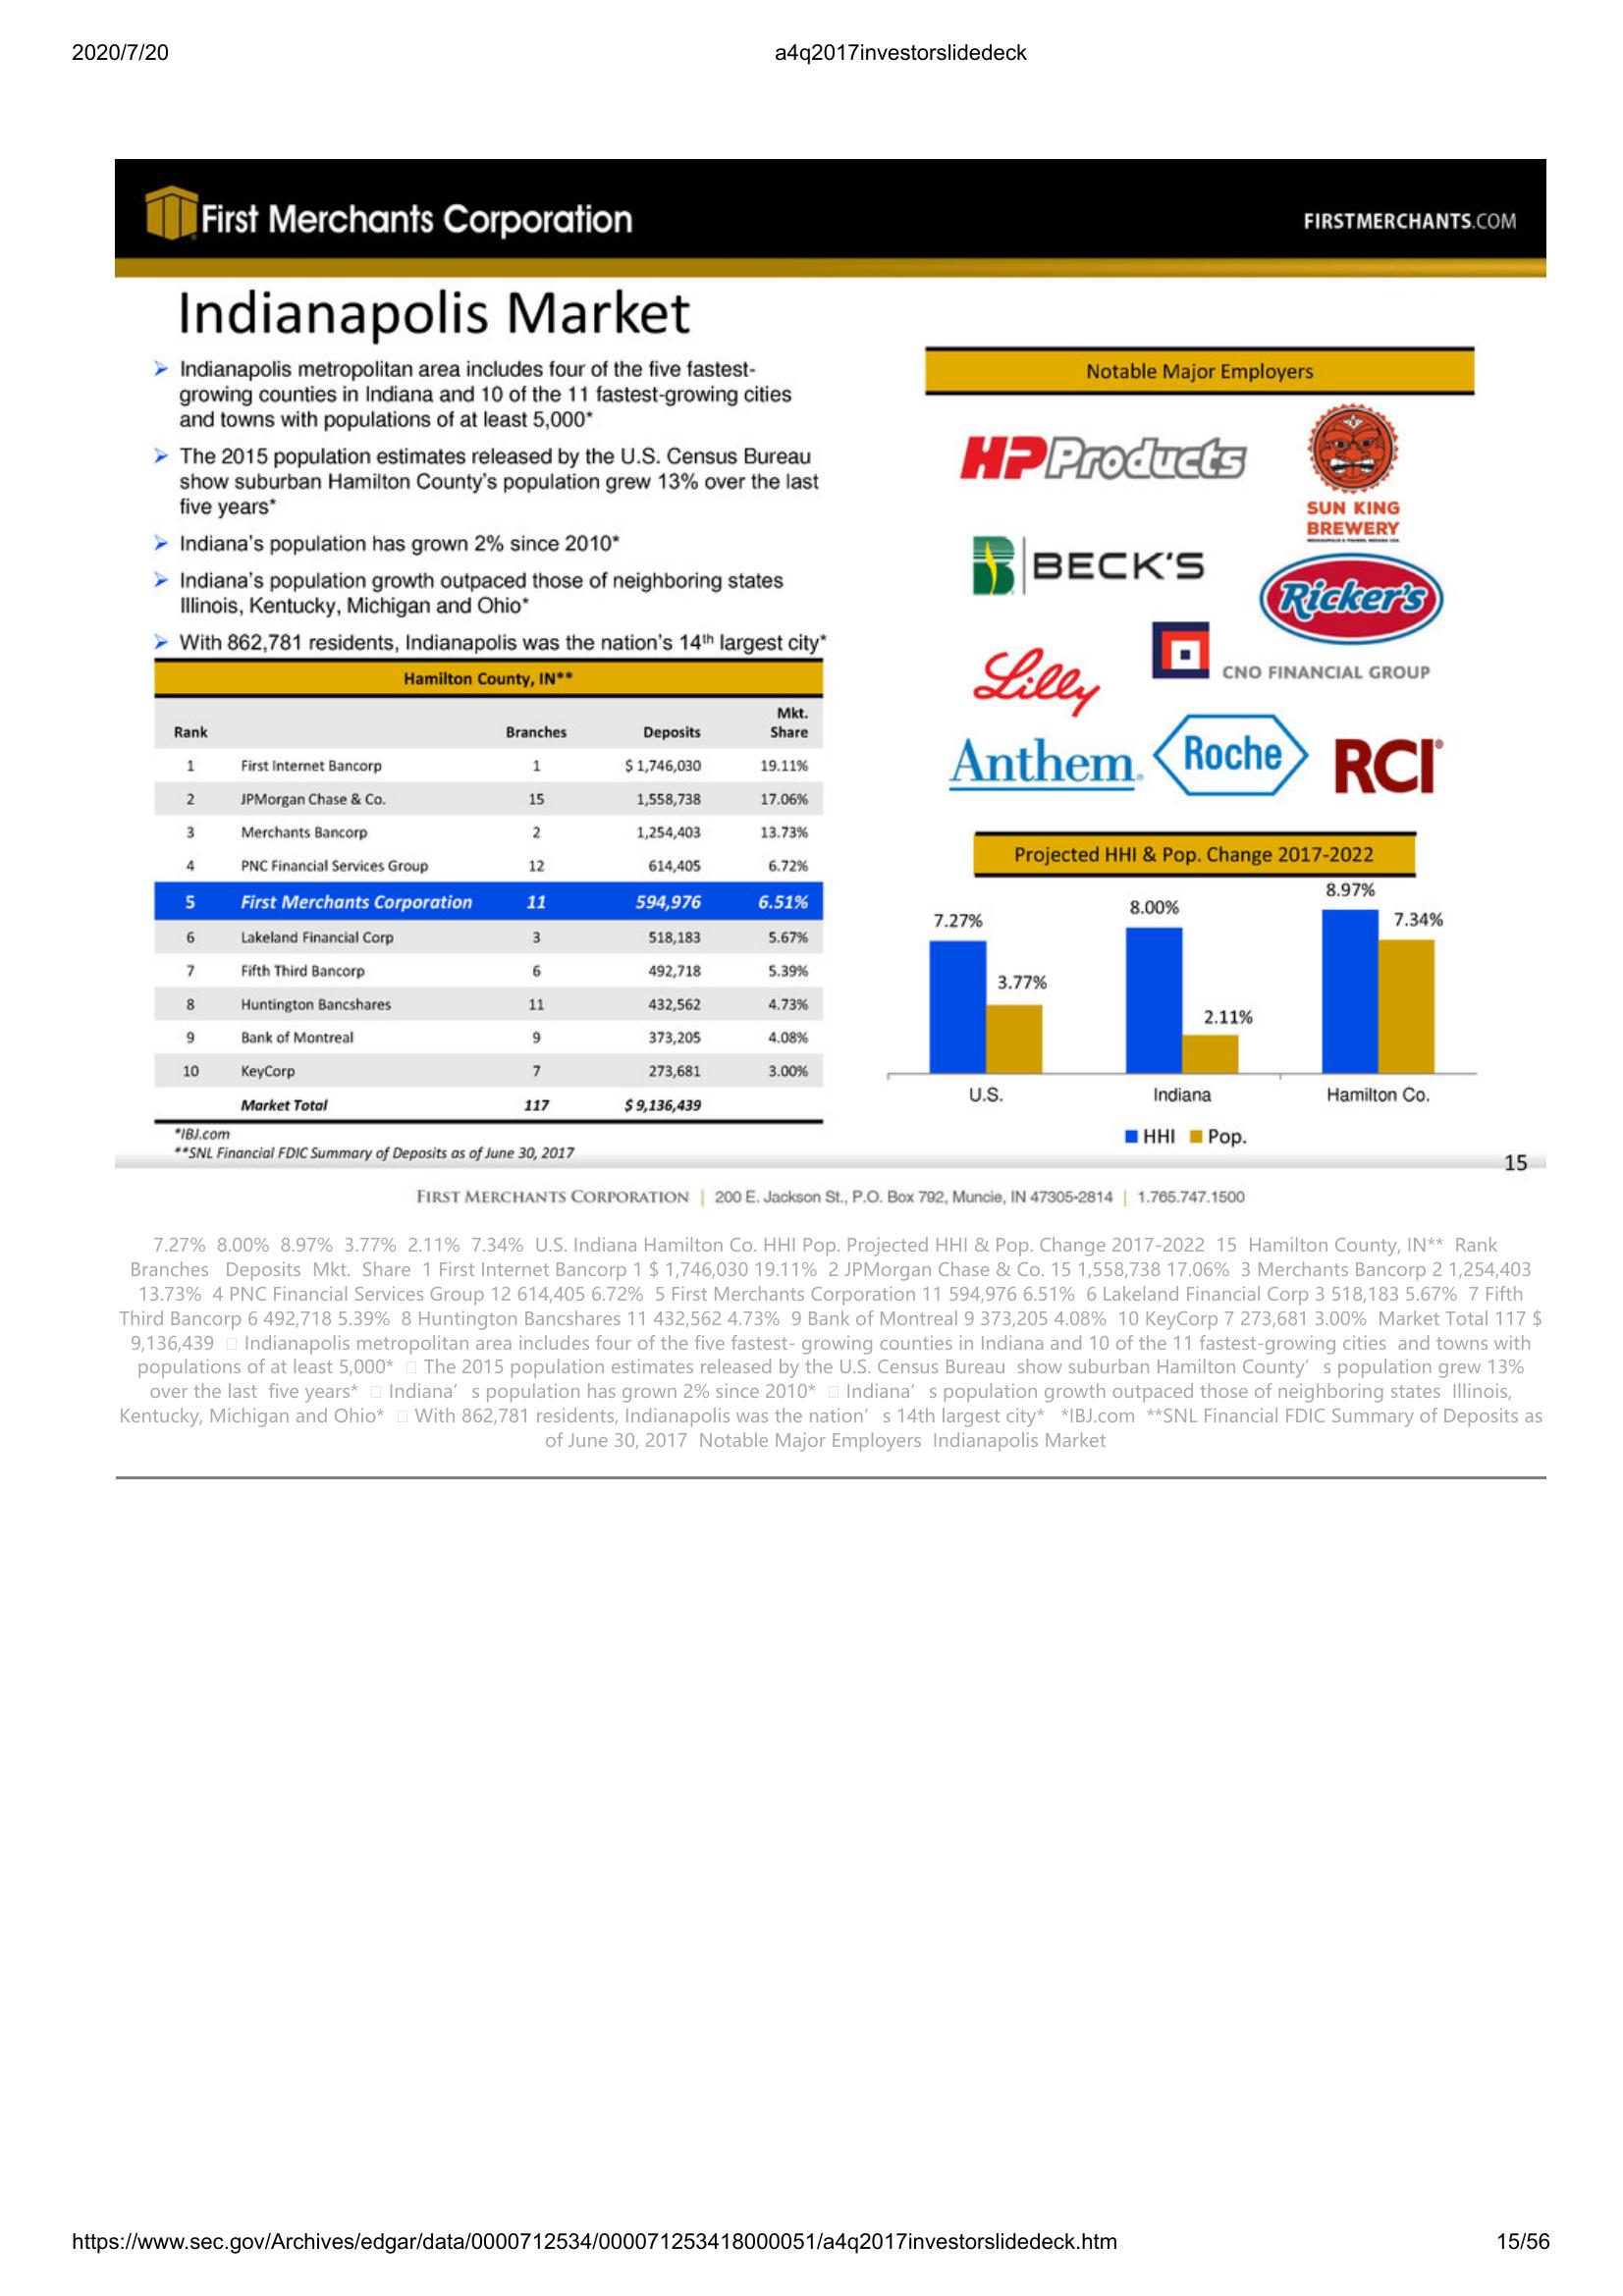 2020/7/20
a4q2017investorslidedeck
First Merchants Corporation
FIRSTMERCHANTS.COM
Indianapolis Market
Indianapolis metropolitan area includes four of the five fastest-
growing counties in Indiana and 10 of the 11 fastest-growing cities
and towns with populations of at least 5,000*
The 2015 population estimates released by the U.S. Census Bureau
show suburban Hamilton County's population grew 13% over the last
five years*
Indiana's population has grown 2% since 2010*
Indiana's population growth outpaced those of neighboring states
Illinois, Kentucky, Michigan and Ohio*
With 862,781 residents, Indianapolis was the nation's 14th largest city*
Hamilton County, IN**
Rank Branches Deposits Mkt. Share
1 First Internet Bancorp 1 $ 1,746,030 19.11%
2 JPMorgan Chase & Co. 15 1,558,738 17.06%
3 Merchants Bancorp 2 1,254,403 13.73%
4 PNC Financial Services Group 12 614,405 6.72%
5 First Merchants Corporation 11 594,976 6.51%
6 Lakeland Financial Corp 3 518,183 5.67%
7 Fifth Third Bancorp 6 492,718 5.39%
8 Huntington Bancshares 11 432,562 4.73%
9 Bank of Montreal 9 373,205 4.08%
10 KeyCorp 7 273,681 3.00%
Market Total 117 $ 9,136,439
*IBJ.com
**SNL Financial FDIC Summary of Deposits as of June 30, 2017
Notable Major Employers
HP Products
SUN KING
BREWERY
BECK'S
Ricker's
Lilly
CNO FINANCIAL GROUP
Anthem
Roche
RCI
Projected HHI & Pop. Change 2017-2022
7.27%
3.77%
8.00%
2.11%
8.97%
7.34%
U.S.
Indiana
Hamilton Co.
HHI Pop.
15
FIRST MERCHANTS CORPORATION | 200 E. Jackson St., P.O. Box 792, Muncie, IN 47305-2814 | 1.765.747.1500
7.27% 8.00% 8.97% 3.77% 2.11% 7.34% U.S. Indiana Hamilton Co. HHI Pop. Projected HHI & Pop. Change 2017-2022 15 Hamilton County, IN** Rank
Branches Deposits Mkt. Share 1 First Internet Bancorp 1 $ 1,746,030 19.11% 2 JPMorgan Chase & Co. 15 1,558,738 17.06% 3 Merchants Bancorp 2 1,254,403
13.73% 4 PNC Financial Services Group 12 614,405 6.72% 5 First Merchants Corporation 11 594,976 6.51% 6 Lakeland Financial Corp 3 518,183 5.67% 7 Fifth
Third Bancorp 6 492,718 5.39% 8 Huntington Bancshares 11 432,562 4.73% 9 Bank of Montreal 9 373,205 4.08% 10 KeyCorp 7 273,681 3.00% Market Total 117 $
9,136,439 Indianapolis metropolitan area includes four of the five fastest- growing counties in Indiana and 10 of the 11 fastest-growing cities and towns with
populations of at least 5,000* The 2015 population estimates released by the U.S. Census Bureau show suburban Hamilton County's population grew 13%
over the last five years* Indiana's population has grown 2% since 2010* Indiana's population growth outpaced those of neighboring states Illinois,
Kentucky, Michigan and Ohio* With 862,781 residents, Indianapolis was the nation's 14th largest city* *IBJ.com **SNL Financial FDIC Summary of Deposits as
of June 30, 2017 Notable Major Employers Indianapolis Market
https://www.sec.gov/Archives/edgar/data/0000712534/000071253418000051/a4q2017investorslidedeck.htm
15/56